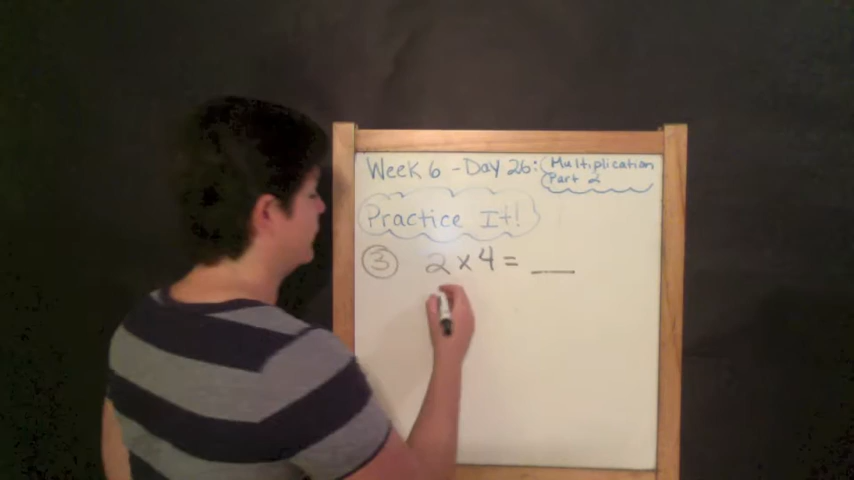 Week 6 - Day 26: Multiplication
Part 2
Practice It!
3 2 x 4 = ___